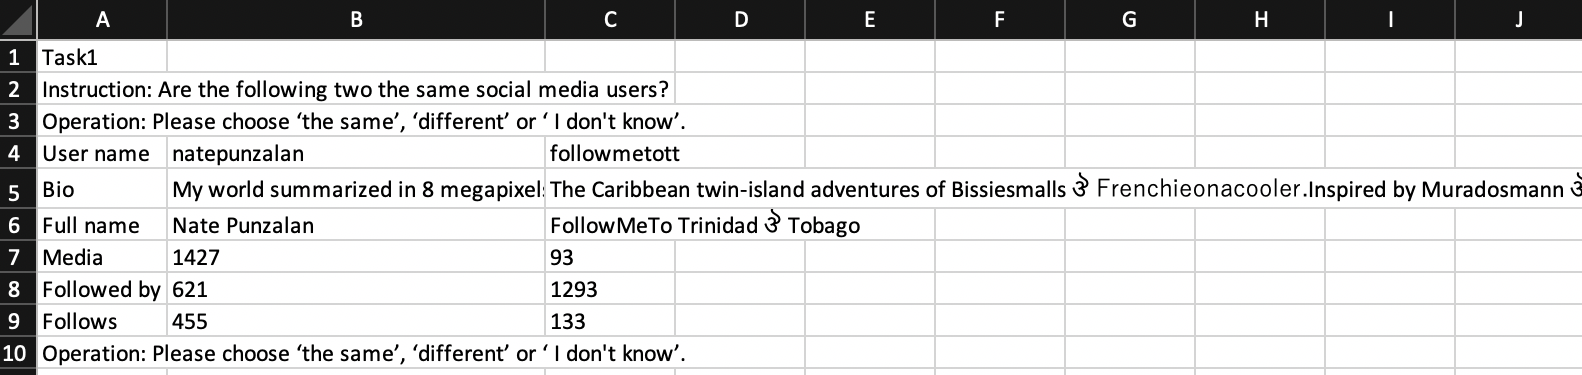 A B C D E F G H I J
1 Task1
2 Instruction: Are the following two the same social media users?
3 Operation: Please choose ‘the same’, ‘different’ or ‘ I don't know’.
4 User name natepunzalan followmetott
5 Bio My world summarized in 8 megapixels The Caribbean twin-island adventures of Bissiesmalls ঔ Frenchieonacooler.Inspired by Muradosmann ঔ
6 Full name Nate Punzalan FollowMeTo Trinidad ঔ Tobago
7 Media 1427 93
8 Followed by 621 1293
9 Follows 455 133
10 Operation: Please choose ‘the same’, ‘different’ or ‘ I don't know’.